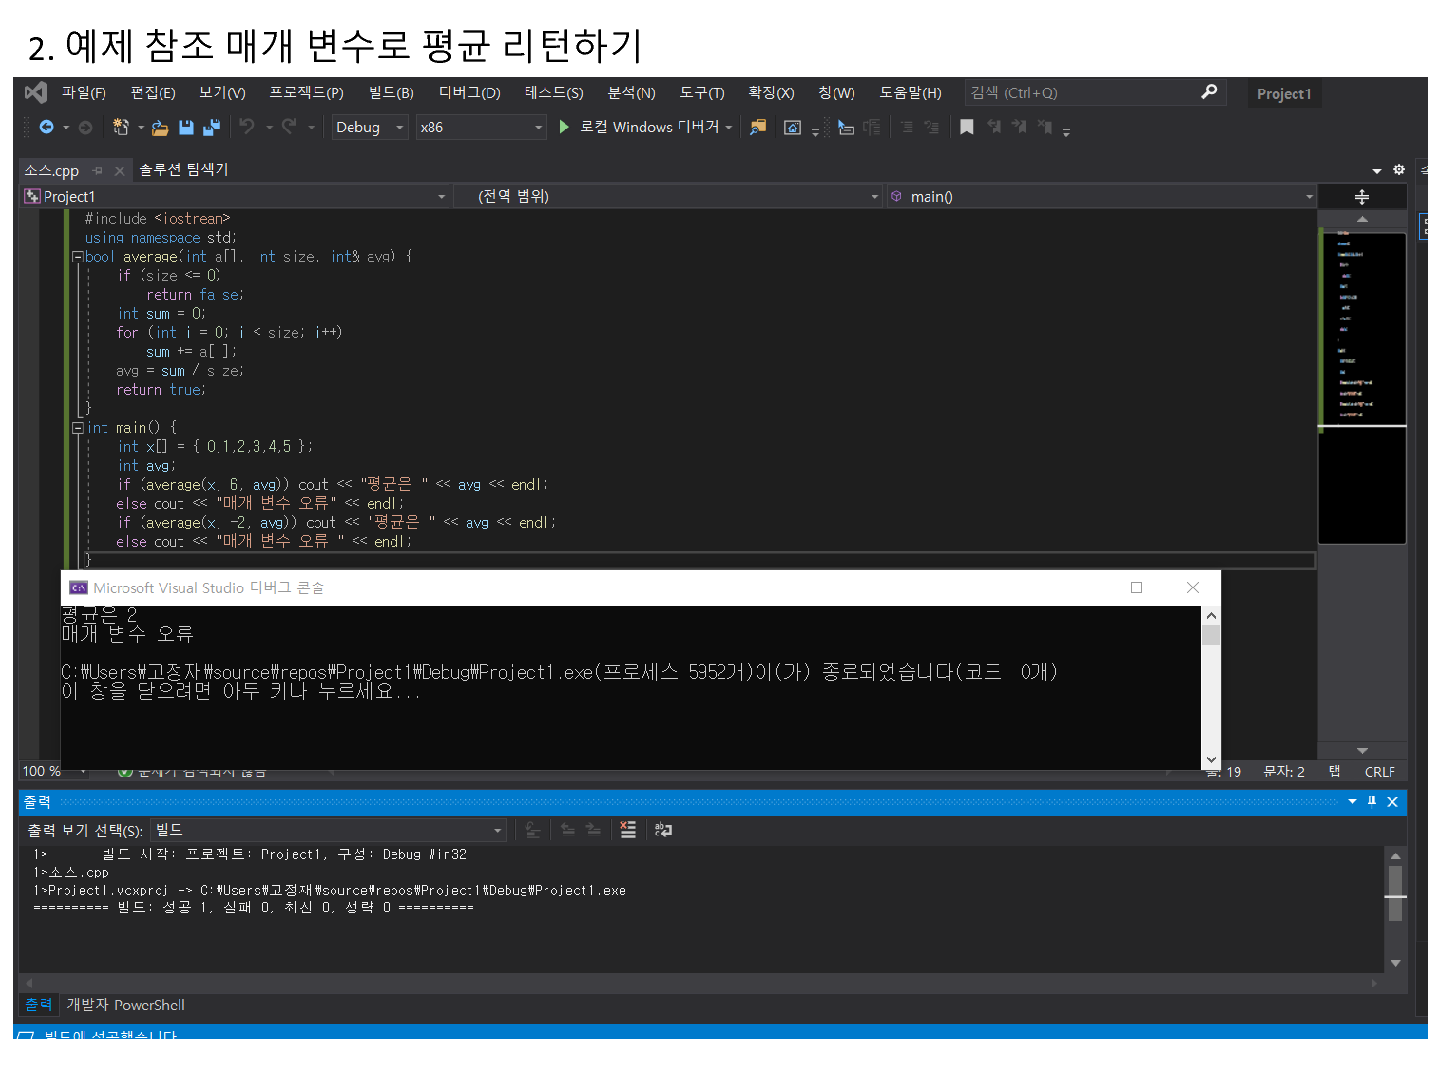 2. 예제 참조 매개 변수로 평균 리턴하기
파일(F) 편집(E) 보기(V) 프로젝트(P) 빌드(B) 디버그(D) 테스트(S) 분석(N) 도구(T) 확장(X) 창(W) 도움말(H) 검색 (Ctrl+Q) Project1
Debug x86 로컬 Windows 디버거
소스.cpp 솔루션 탐색기
Project1 (전역 범위) main()
#include <iostream>
using namespace std;
bool average(int a[], int size, int& avg) {
if (size <= 0)
return false;
int sum = 0;
for (int i = 0; i < size; i++)
sum += a[i];
avg = sum / size;
return true;
}
int main() {
int x[] = { 0,1,2,3,4,5 };
int avg;
if (average(x, 6, avg)) cout << "평균은 " << avg << endl;
else cout << "매개 변수 오류" << endl;
if (average(x, -2, avg)) cout << "평균은 " << avg << endl;
else cout << "매개 변수 오류 " << endl;
}
Microsoft Visual Studio 디버그 콘솔
평균은 2
매개 변수 오류
C:\Users\고정재\source\repos\Project1\Debug\Project1.exe(프로세스 5952개)이(가) 종료되었습니다(코드: 0개)
이 창을 닫으려면 아무 키나 누르세요...
100 % 문제가 검색되지 않음 줄: 19 문자: 2 탭 CRLF
출력
출력 보기 선택(S): 빌드
1> 빌드 시작: 프로젝트: Project1, 구성: Debug Win32
1>소스.cpp
1>Project1.vcxproj -> C:\Users\고정재\source\repos\Project1\Debug\Project1.exe
========== 빌드: 성공 1, 실패 0, 최신 0, 생략 0 ==========
출력 개발자 PowerShell
빌드에 성공했습니다.